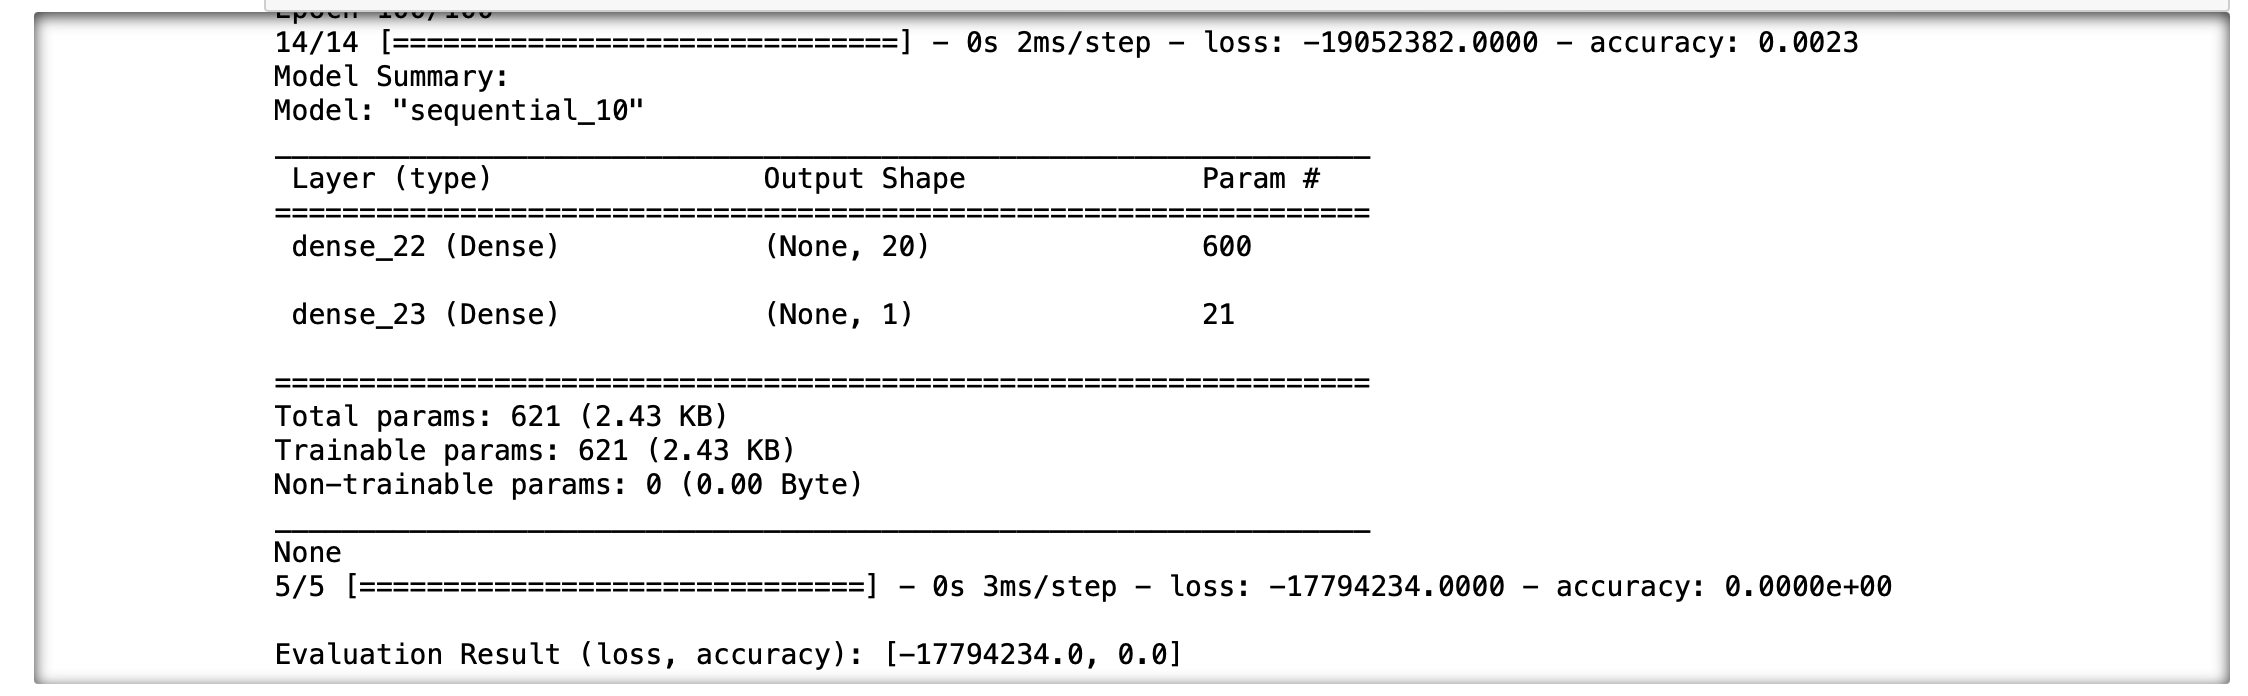 Epoch 100/100
14/14 [==============================] - 0s 2ms/step - loss: -19052382.0000 - accuracy: 0.0023
Model Summary:
Model: "sequential_10"
_________________________________________________________________
Layer (type)                Output Shape              Param #
=================================================================
dense_22 (Dense)            (None, 20)                600
dense_23 (Dense)            (None, 1)                 21
=================================================================
Total params: 621 (2.43 KB)
Trainable params: 621 (2.43 KB)
Non-trainable params: 0 (0.00 Byte)
_________________________________________________________________
None
5/5 [==============================] - 0s 3ms/step - loss: -17794234.0000 - accuracy: 0.0000e+00
Evaluation Result (loss, accuracy): [-17794234.0, 0.0]